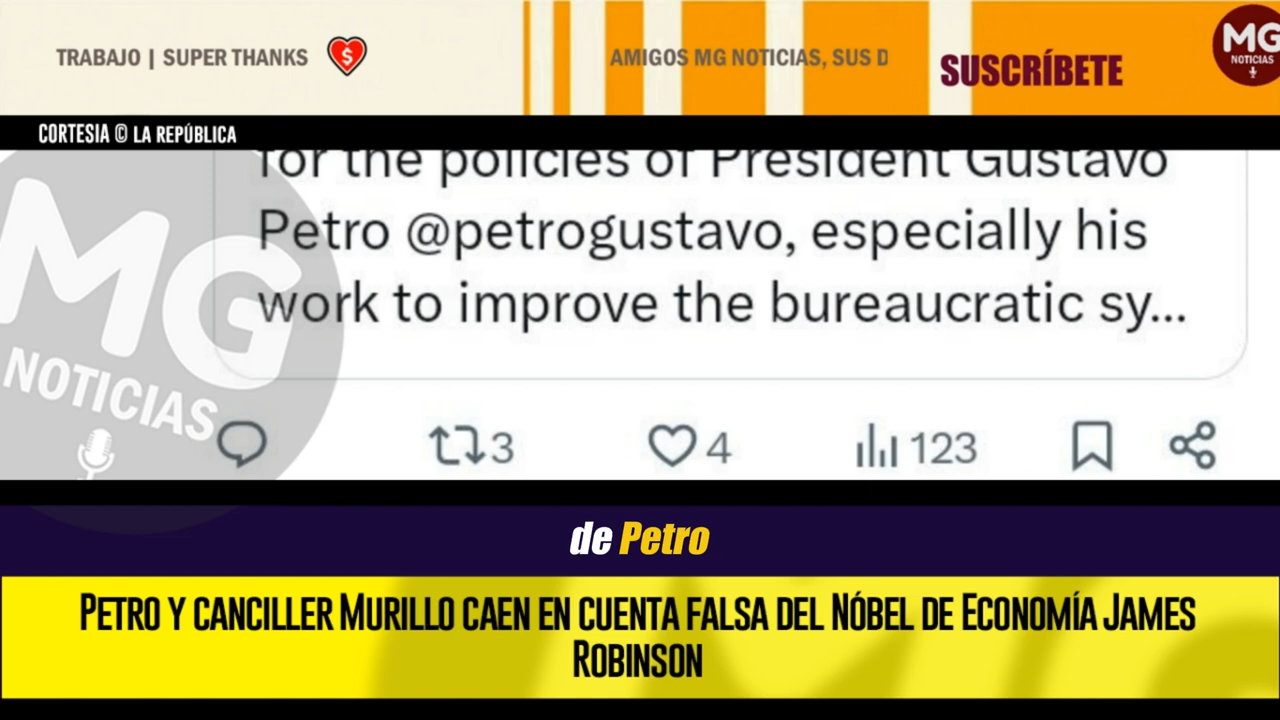 TRABAJO | SUPER THANKS
AMIGOS MG NOTICIAS, SUS D
SUSCRÍBETE
MG
NOTICIAS
CORTESIA © LA REPÚBLICA
for the policies of President Gustavo
Petro @petrogustavo, especially his
work to improve the bureaucratic sy...
MG
NOTICIAS
3 4 123
de Petro
PETRO Y CANCILLER MURILLO CAEN EN CUENTA FALSA DEL NÓBEL DE ECONOMÍA JAMES
ROBINSON